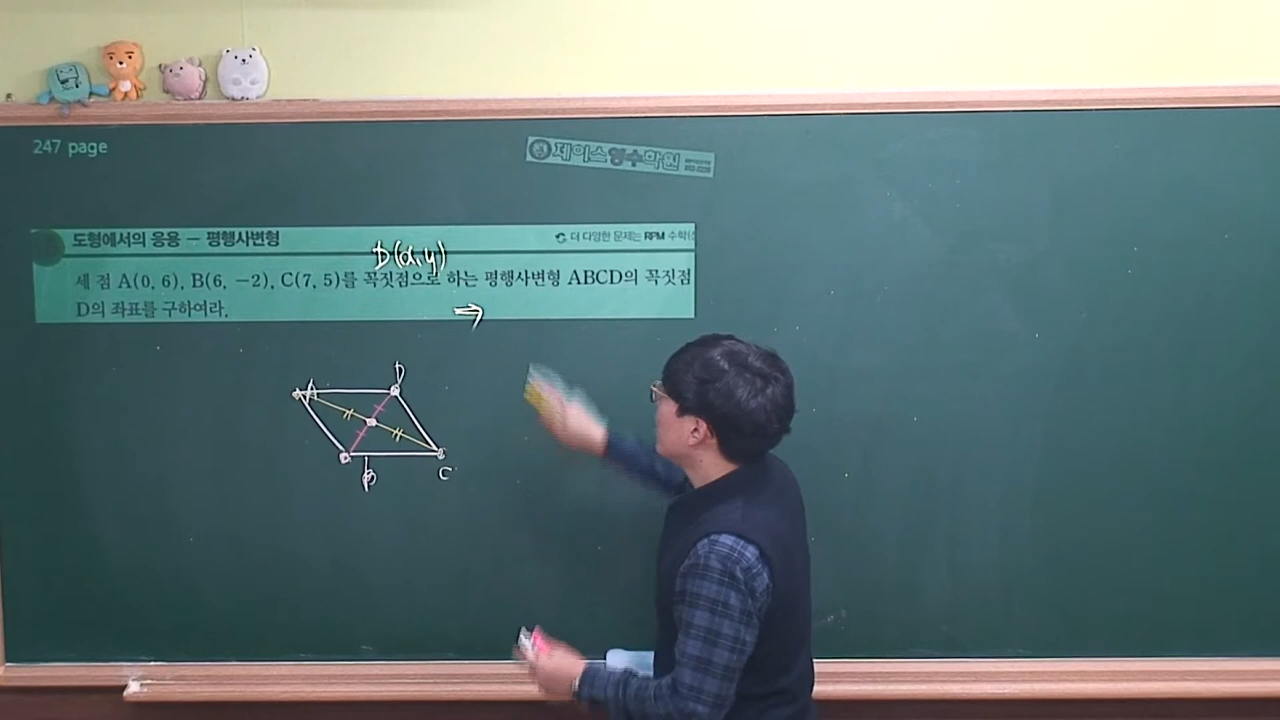 247 page
제이스영수학원
도형에서의 응용 - 평행사변형
더 다양한 문제는 RPM 수학(상
D(x,y)
세 점 A(0, 6), B(6, −2), C(7, 5)를 꼭짓점으로 하는 평행사변형 ABCD의 꼭짓점
D의 좌표를 구하여라.
→
A D
B C